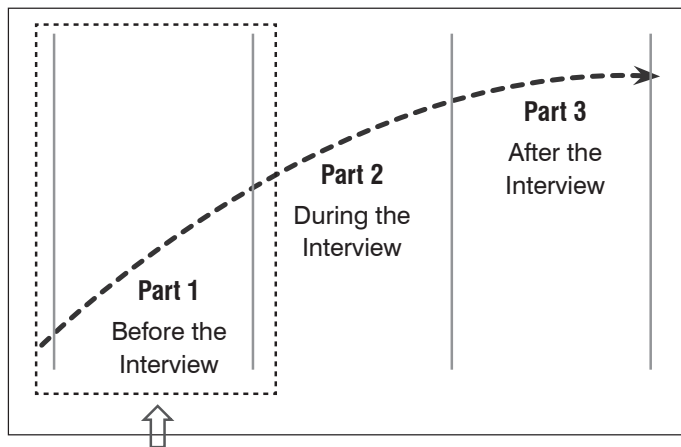 Part 1
Before the
Interview
Part 2
During the
Interview
Part 3
After the
Interview